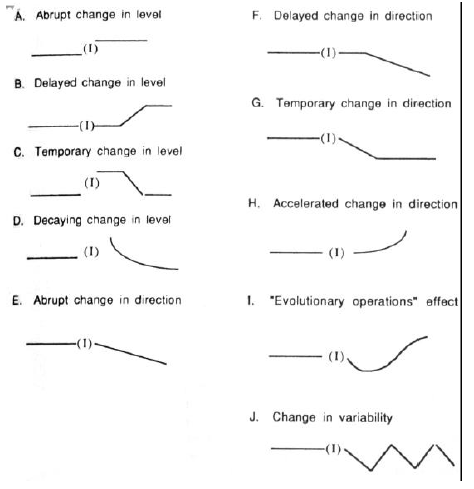 A. Abrupt change in level
(I)
B. Delayed change in level
(I)
C. Temporary change in level
(I)
D. Decaying change in level
(I)
E. Abrupt change in direction
(I)
F. Delayed change in direction
(I)
G. Temporary change in direction
(I)
H. Accelerated change in direction
(I)
I. "Evolutionary operations" effect
(I)
J. Change in variability
(I)